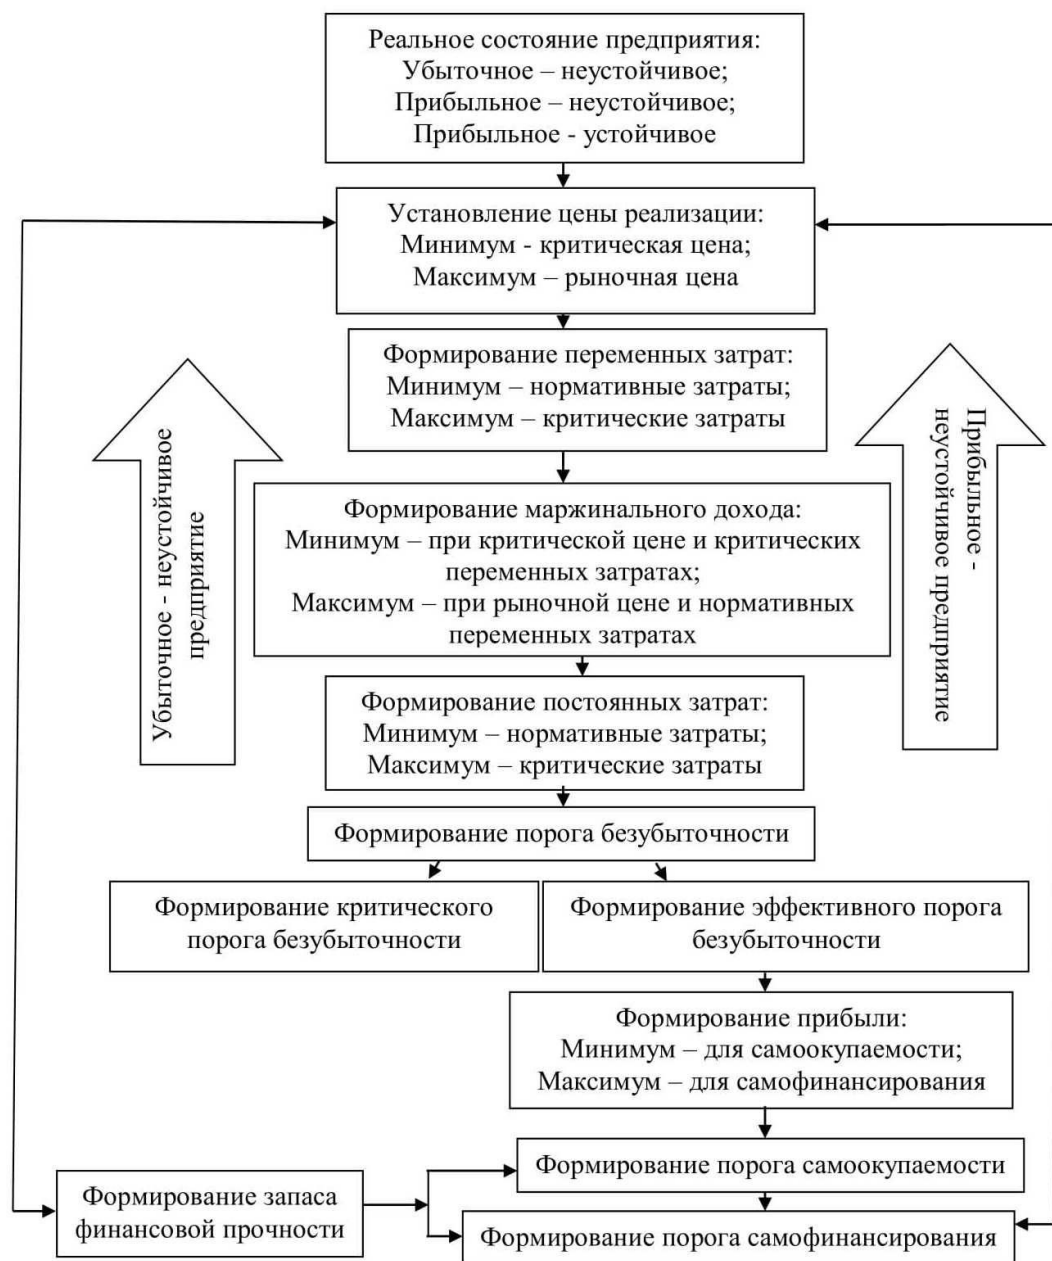 Реальное состояние предприятия:
Убыточное – неустойчивое;
Прибыльное – неустойчивое;
Прибыльное - устойчивое
Установление цены реализации:
Минимум - критическая цена;
Максимум – рыночная цена
Формирование переменных затрат:
Минимум – нормативные затраты;
Максимум – критические затраты
Убыточное - неустойчивое
предприятие
Прибыльное -
неустойчивое предприятие
Формирование маржинального дохода:
Минимум – при критической цене и критических
переменных затратах;
Максимум – при рыночной цене и нормативных
переменных затратах
Формирование постоянных затрат:
Минимум – нормативные затраты;
Максимум – критические затраты
Формирование порога безубыточности
Формирование критического
порога безубыточности
Формирование эффективного порога
безубыточности
Формирование прибыли:
Минимум – для самоокупаемости;
Максимум – для самофинансирования
Формирование порога самоокупаемости
Формирование запаса
финансовой прочности
Формирование порога самофинансирования